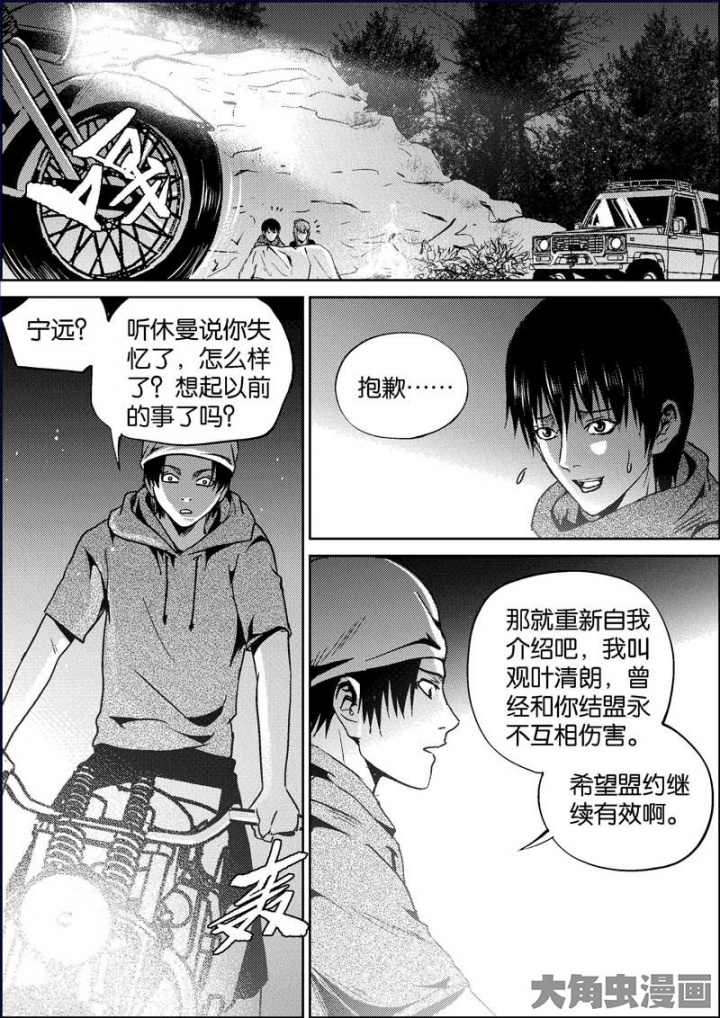 宁远？
听休曼说你失
忆了，怎么样
了？想起以前
的事了吗？
抱歉……
那就重新自我
介绍吧，我叫
观叶清朗，曾
经和你结盟永
不互相伤害。
希望盟约继
续有效啊。
轰
大角虫漫画